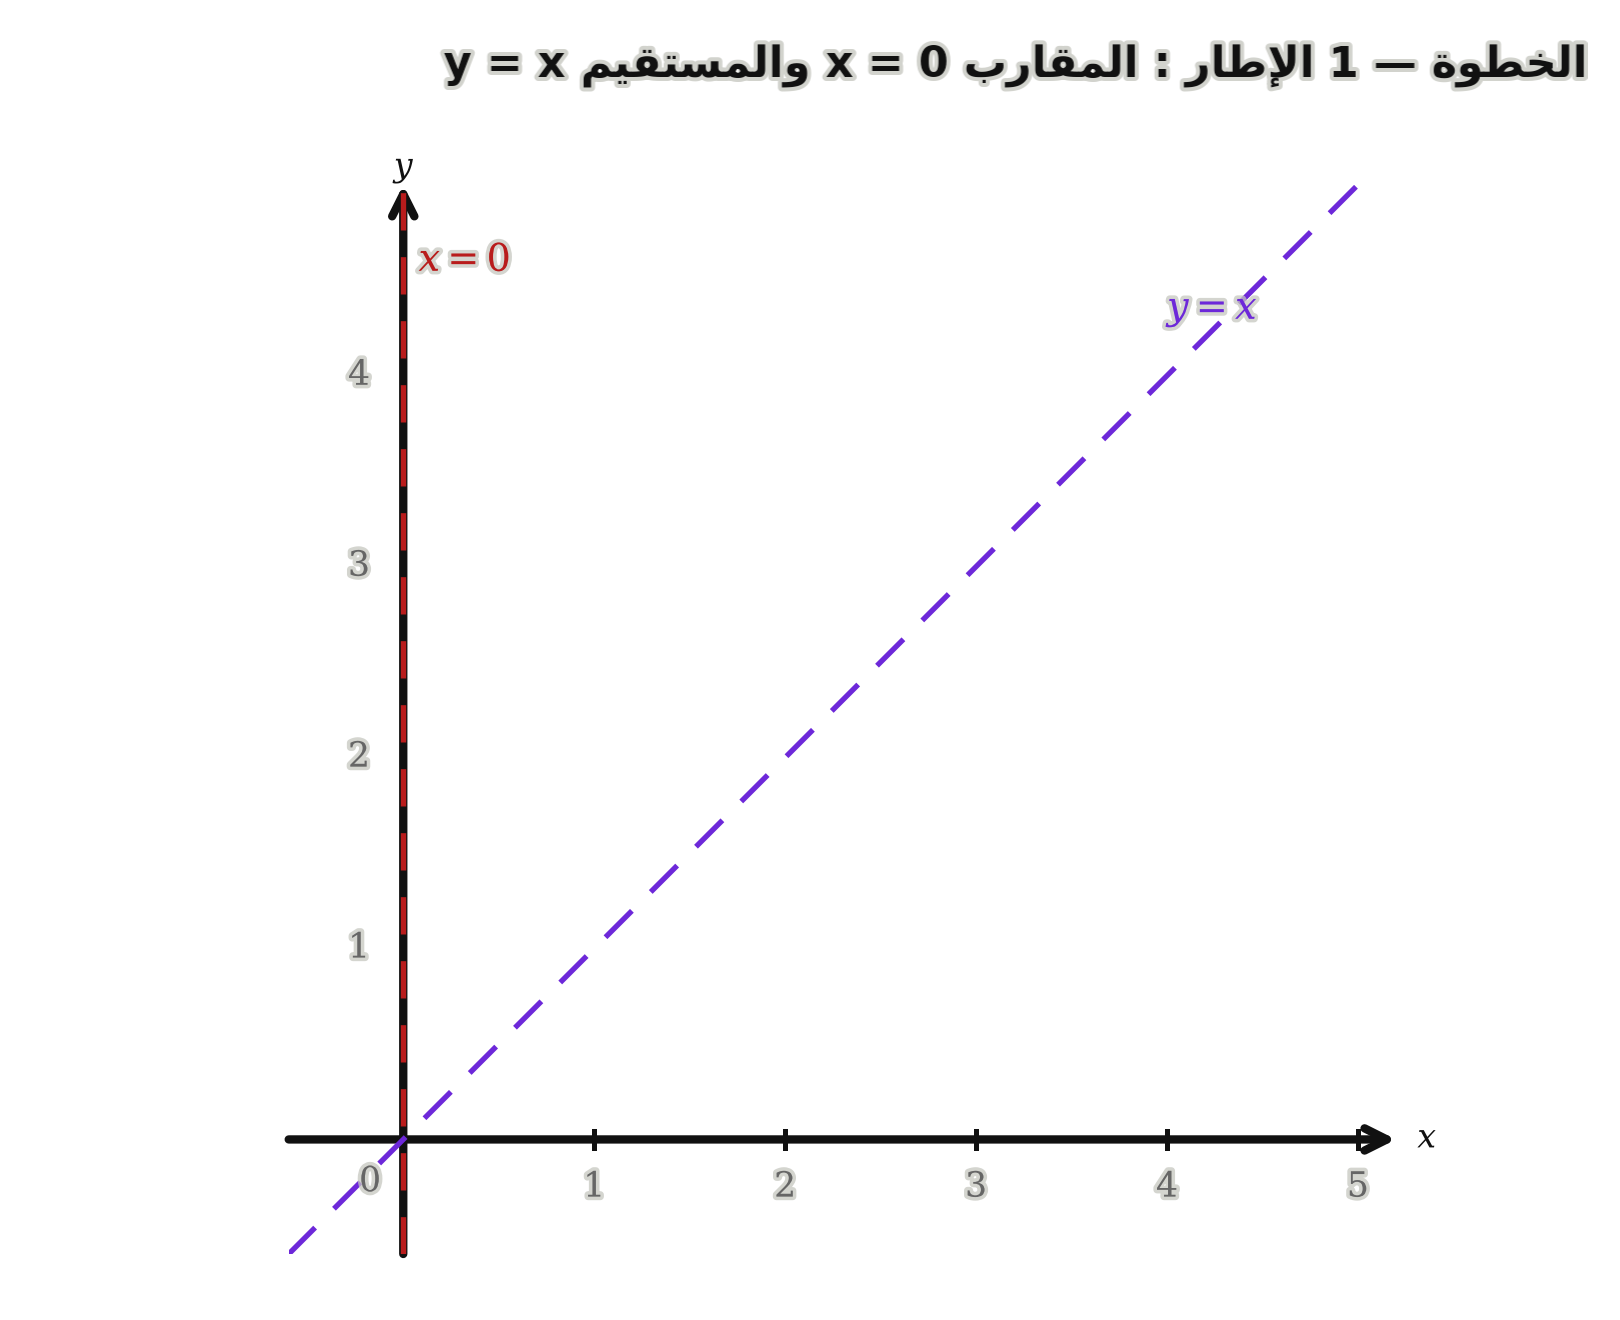 الخطوة — 1 الإطار : المقارب x = 0 والمستقيم y = x
y
x = 0
y = x
4
3
2
1
x
0
1
2
3
4
5